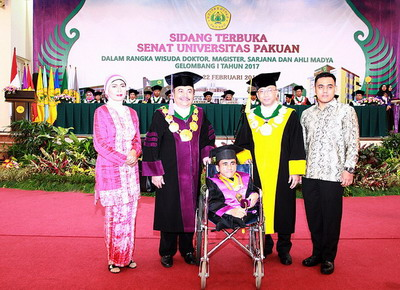 SIDANG TERBUKA
SENAT UNIVERSITAS PAKUAN
DALAM RANGKA WISUDA DOKTOR, MAGISTER, SARJANA DAN AHLI MADYA
GELOMBANG I TAHUN 2017
22 FEBRUARI 20